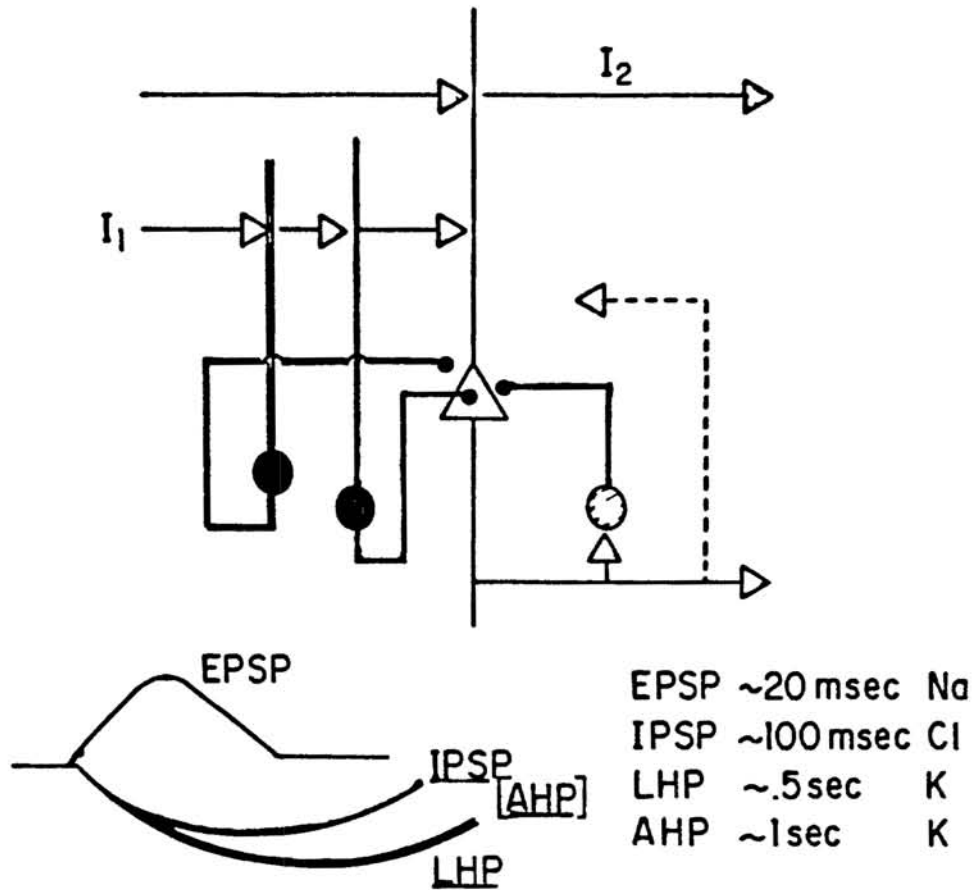 I2
I1
EPSP
IPSP
[AHP]
LHP
EPSP ~20 msec Na
IPSP ~100 msec Cl
LHP ~.5 sec K
AHP ~1 sec K